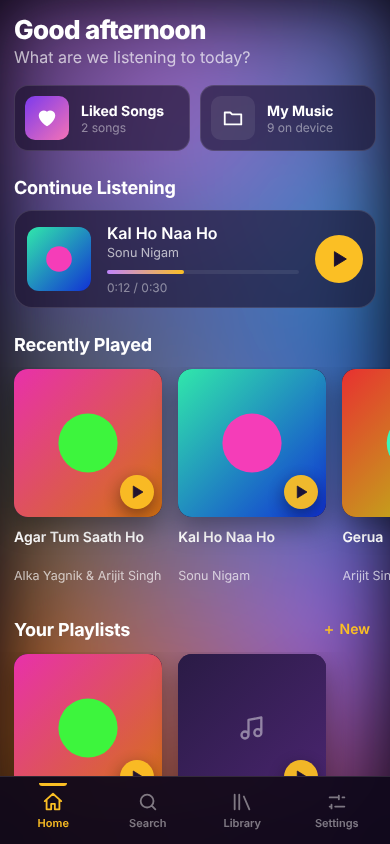 Good afternoon
What are we listening to today?
Liked Songs
2 songs
My Music
9 on device
Continue Listening
Kal Ho Naa Ho
Sonu Nigam
0:12 / 0:30
Recently Played
Agar Tum Saath Ho
Kal Ho Naa Ho
Gerua
Alka Yagnik & Arijit Singh
Sonu Nigam
Arijit Sin
Your Playlists
+ New
Home
Search
Library
Settings